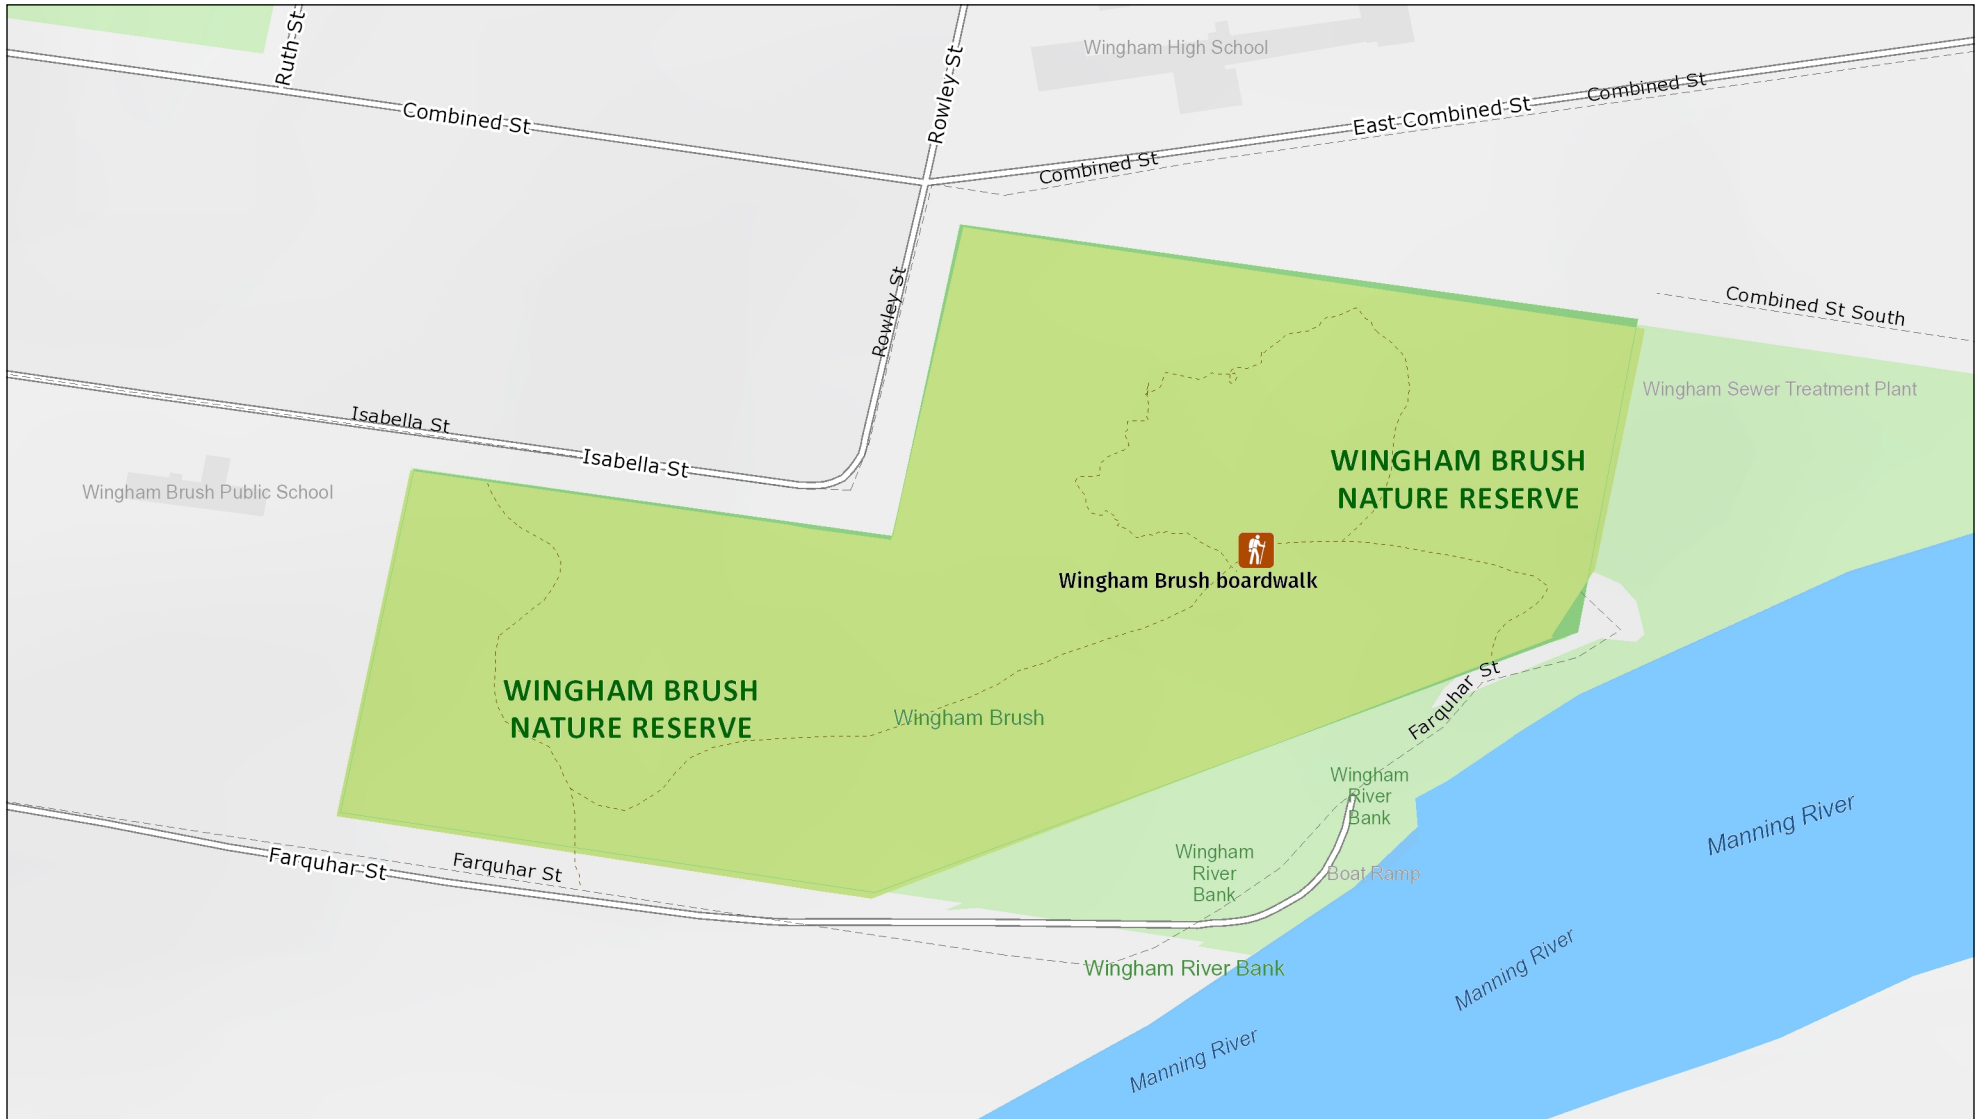 Ruth St
Rowley St
Wingham High School
Combined St
East Combined St
Combined St
Combined St
Rowley St
Combined St South
Wingham Sewer Treatment Plant
Isabella St
Isabella St
WINGHAM BRUSH
NATURE RESERVE
Wingham Brush Public School
Wingham Brush boardwalk
WINGHAM BRUSH
NATURE RESERVE
Wingham Brush
Farquhar St
Wingham
River
Bank
Manning River
Farquhar St
Farquhar St
Wingham
River
Bank
Boat Ramp
Wingham River Bank
Manning River
Manning River